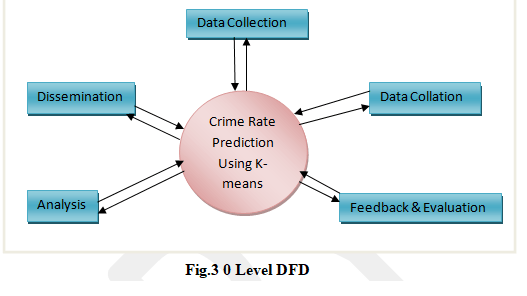 Data Collection
Dissemination
Data Collation
Crime Rate
Prediction
Using K-
means
Analysis
Feedback & Evaluation
Fig.3 0 Level DFD